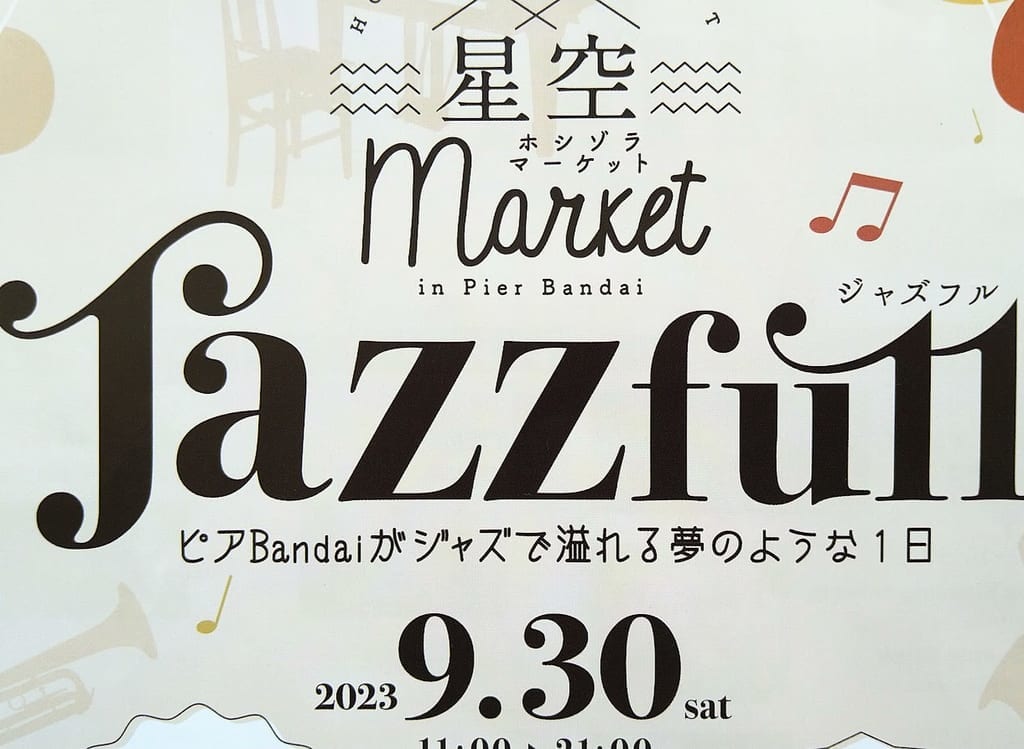 星空
ホシゾラ
マーケット
Market
in Pier Bandai
ジャズフル
Jazzfull
ピアBandaiがジャズで溢れる夢のような1日
2023 9.30 sat